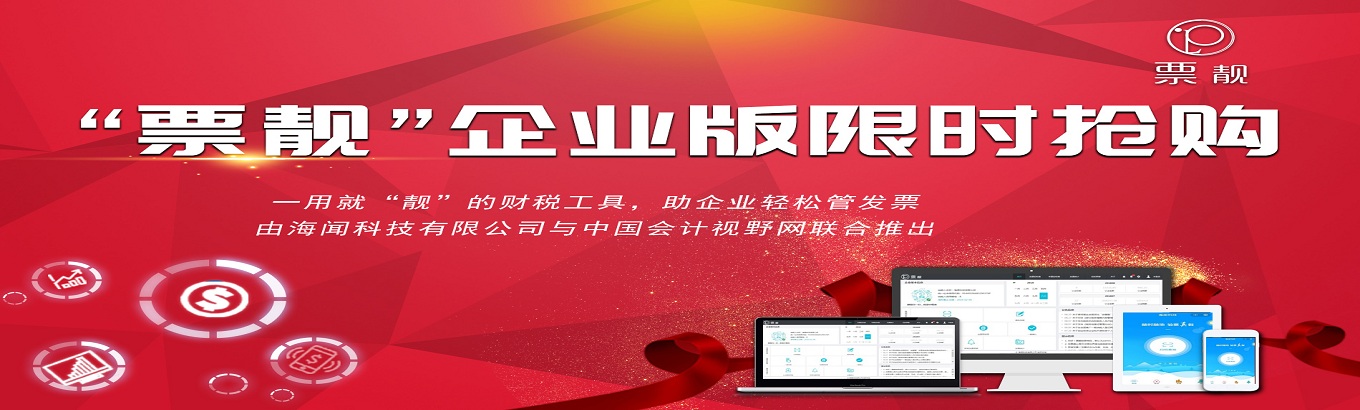 票靓
“票靓”企业版限时抢购
一用就“靓”的财税工具，助企业轻松管发票
由海闻科技有限公司与中国会计视野网联合推出